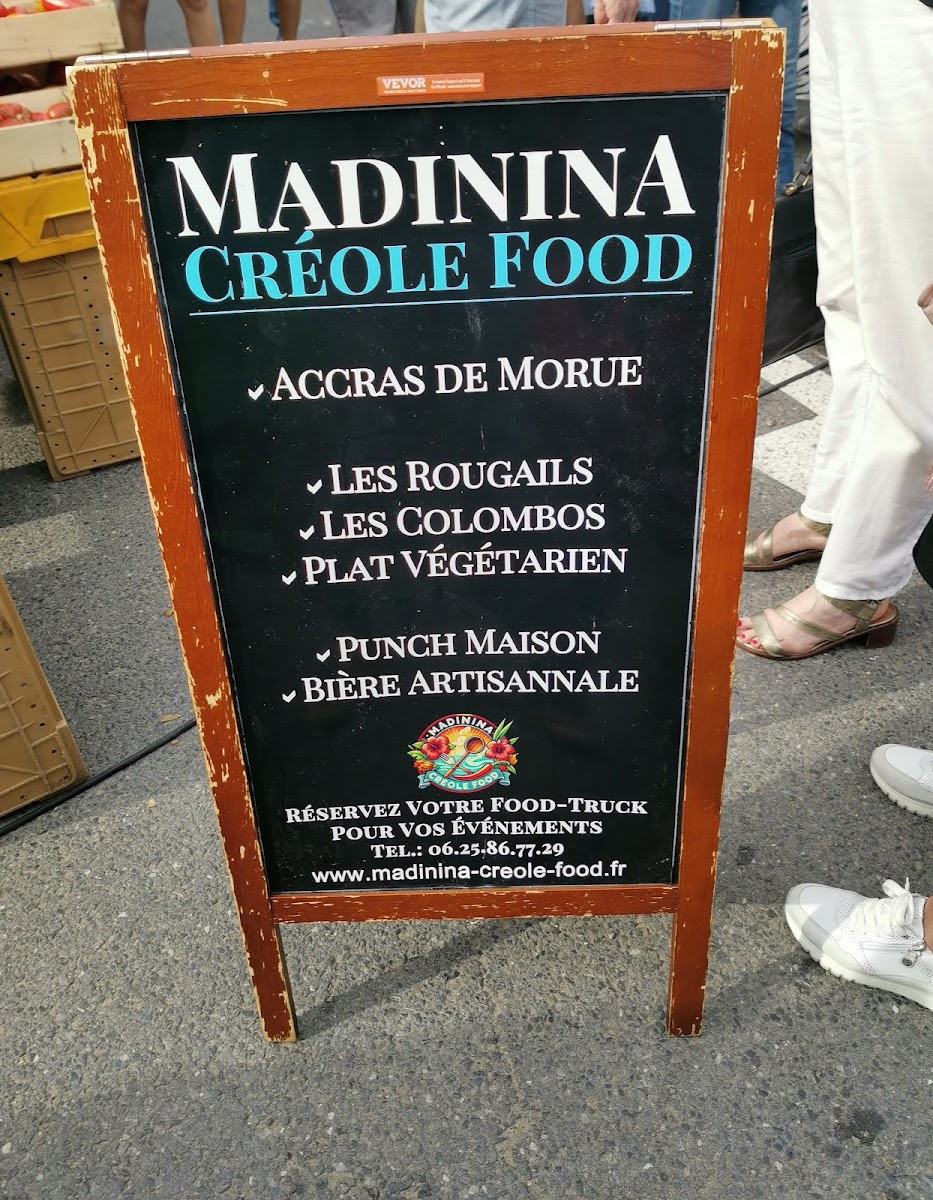 VEVOR
MADININA
CRÉOLE FOOD
ACCRAS DE MORUE
LES ROUGAILS
LES COLOMBOS
PLAT VÉGÉTARIEN
PUNCH MAISON
BIÈRE ARTISANNALE
MADININA
CREOLE FOOD
RÉSERVEZ VOTRE FOOD-TRUCK
POUR VOS ÉVÉNEMENTS
TEL.: 06.25.86.77.29
www.madinina-creole-food.fr